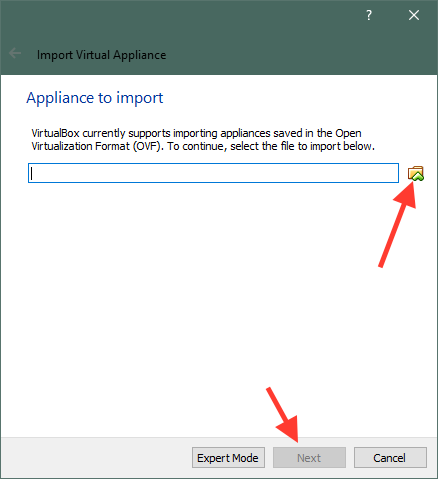 ?
Import Virtual Appliance
Appliance to import
VirtualBox currently supports importing appliances saved in the Open
Virtualization Format (OVF). To continue, select the file to import below.
Expert Mode Next Cancel